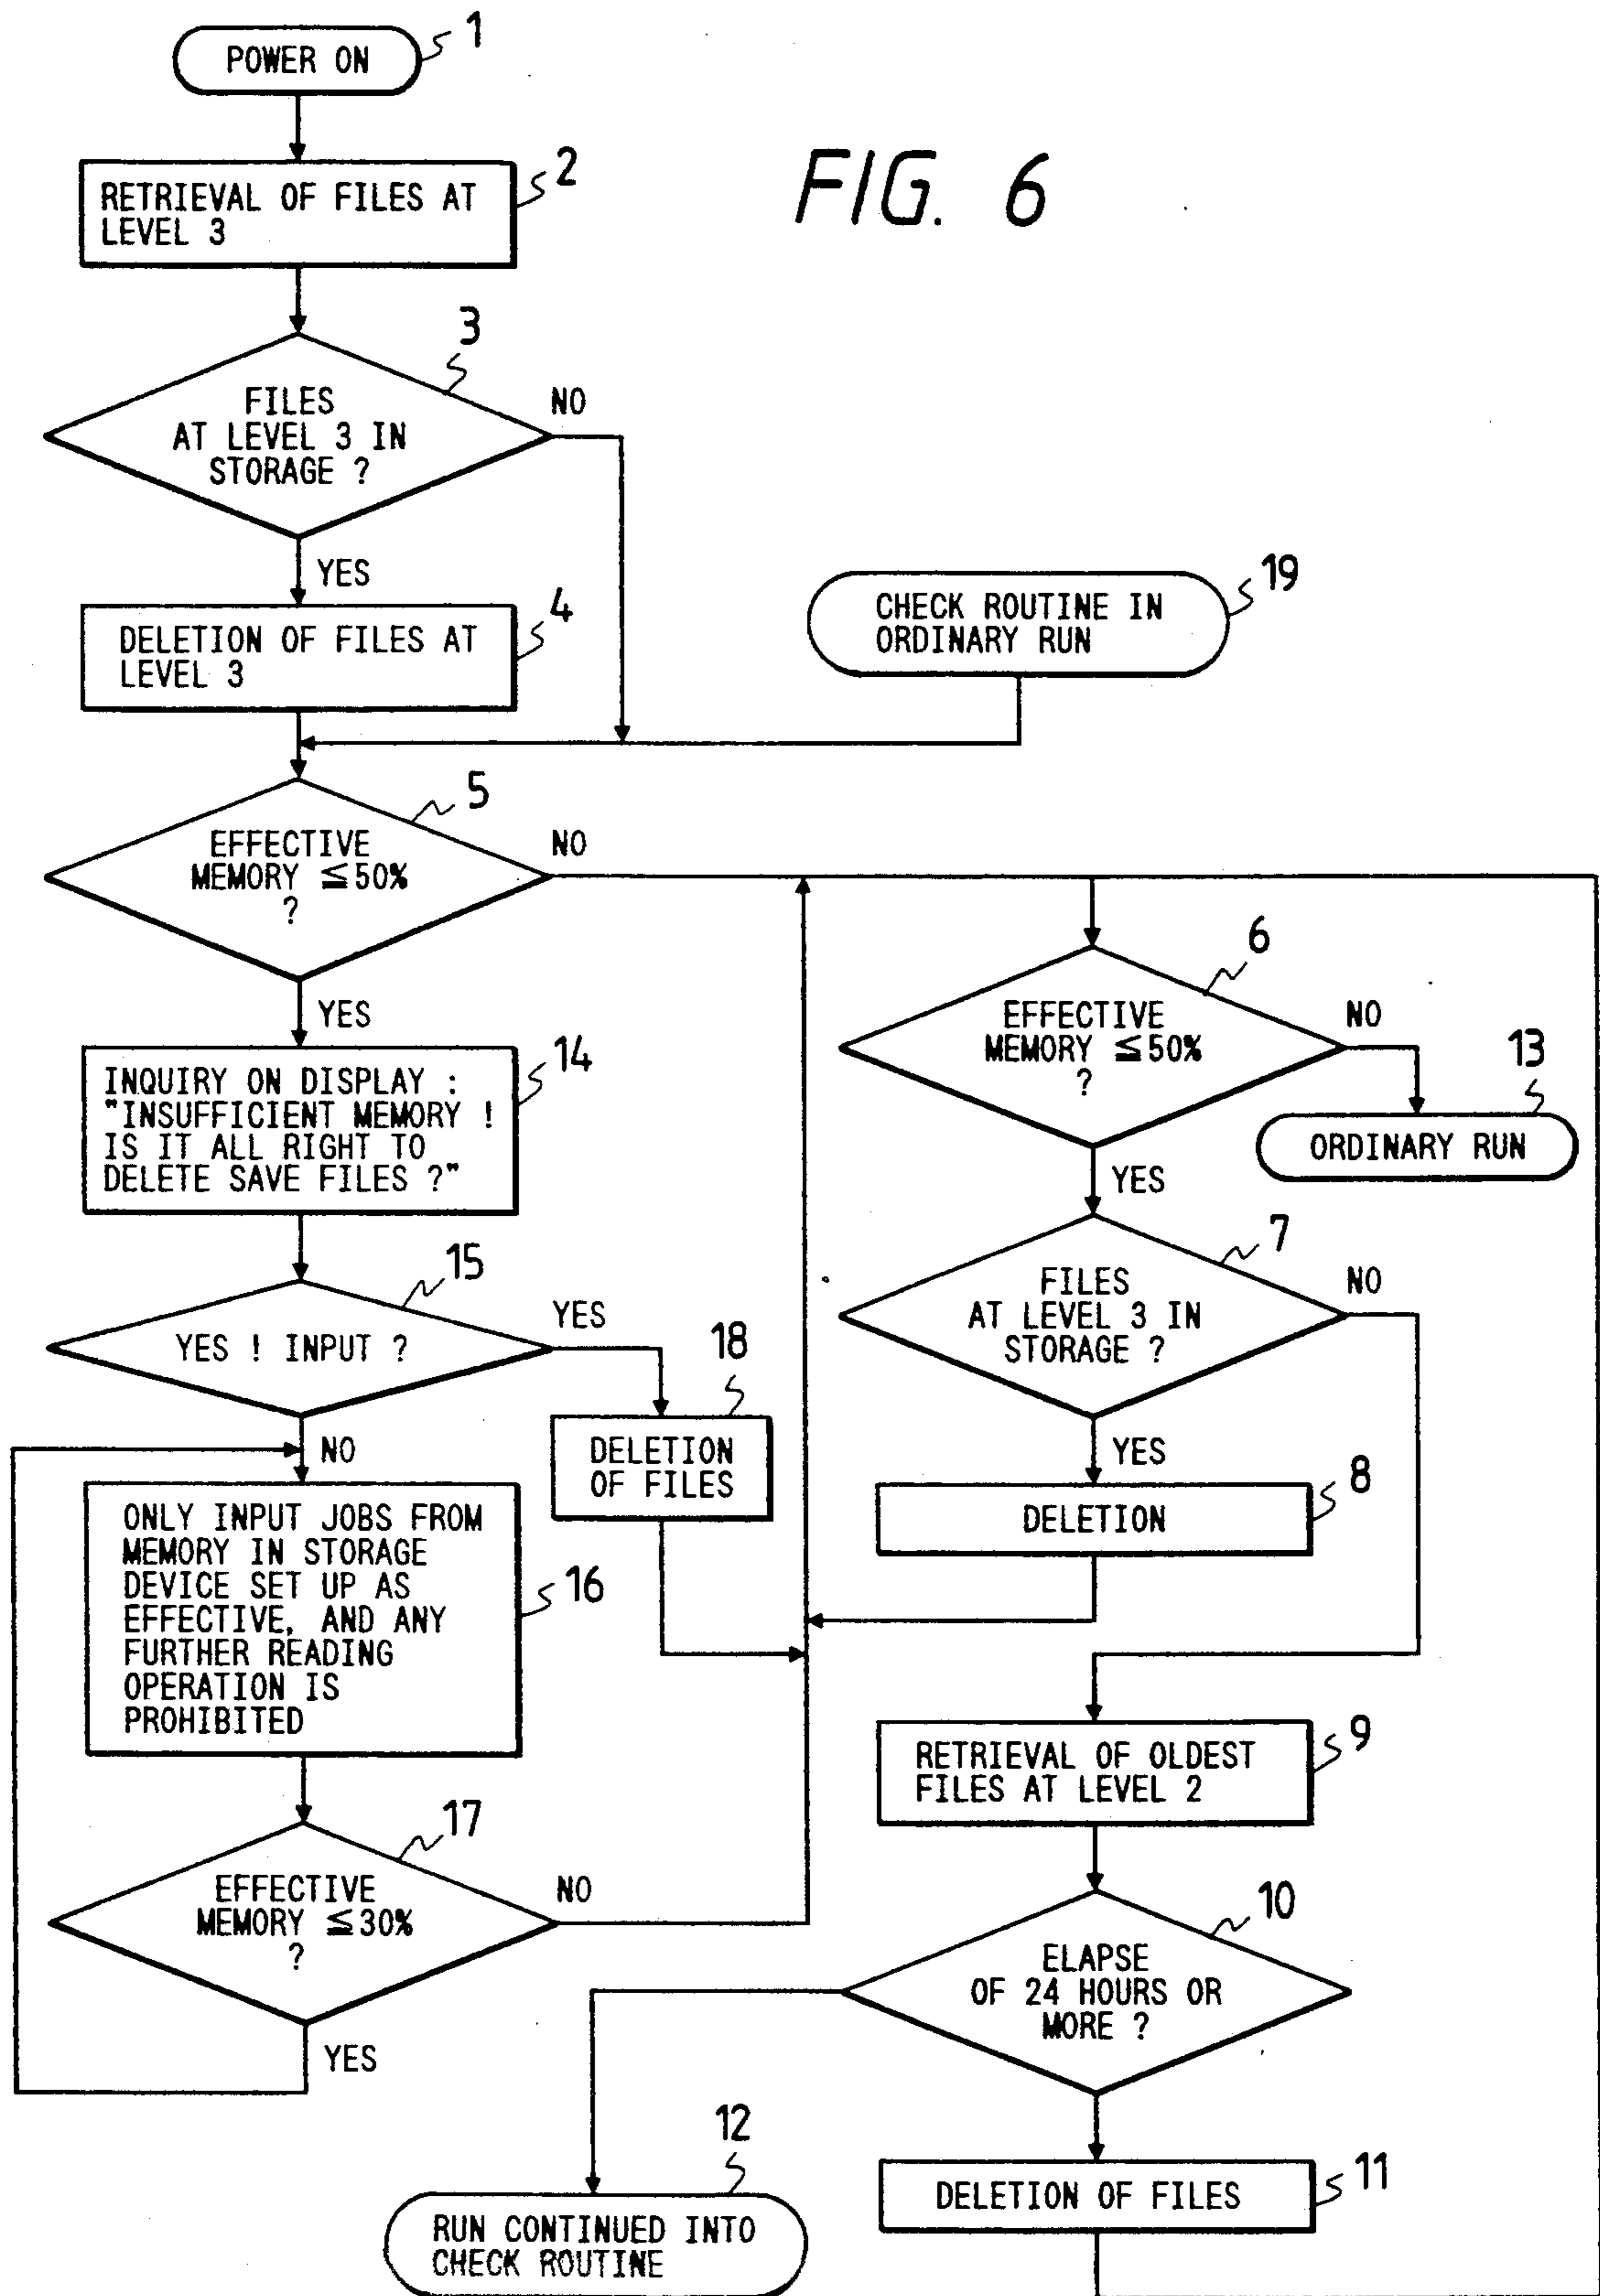 POWER ON
1
FIG. 6
2
RETRIEVAL OF FILES AT
LEVEL 3
3
FILES
AT LEVEL 3 IN
STORAGE ?
NO
YES
4
DELETION OF FILES AT
LEVEL 3
19
CHECK ROUTINE IN
ORDINARY RUN
5
EFFECTIVE
MEMORY ≦50%
?
NO
YES
6
EFFECTIVE
MEMORY ≦50%
?
NO
YES
13
ORDINARY RUN
14
INQUIRY ON DISPLAY :
"INSUFFICIENT MEMORY !
IS IT ALL RIGHT TO
DELETE SAVE FILES ?"
7
FILES
AT LEVEL 3 IN
STORAGE ?
NO
YES
15
YES ! INPUT ?
YES
NO
18
DELETION
OF FILES
8
DELETION
16
ONLY INPUT JOBS FROM
MEMORY IN STORAGE
DEVICE SET UP AS
EFFECTIVE, AND ANY
FURTHER READING
OPERATION IS
PROHIBITED
9
RETRIEVAL OF OLDEST
FILES AT LEVEL 2
17
EFFECTIVE
MEMORY ≦30%
?
NO
YES
10
ELAPSE
OF 24 HOURS OR
MORE ?
12
RUN CONTINUED INTO
CHECK ROUTINE
11
DELETION OF FILES